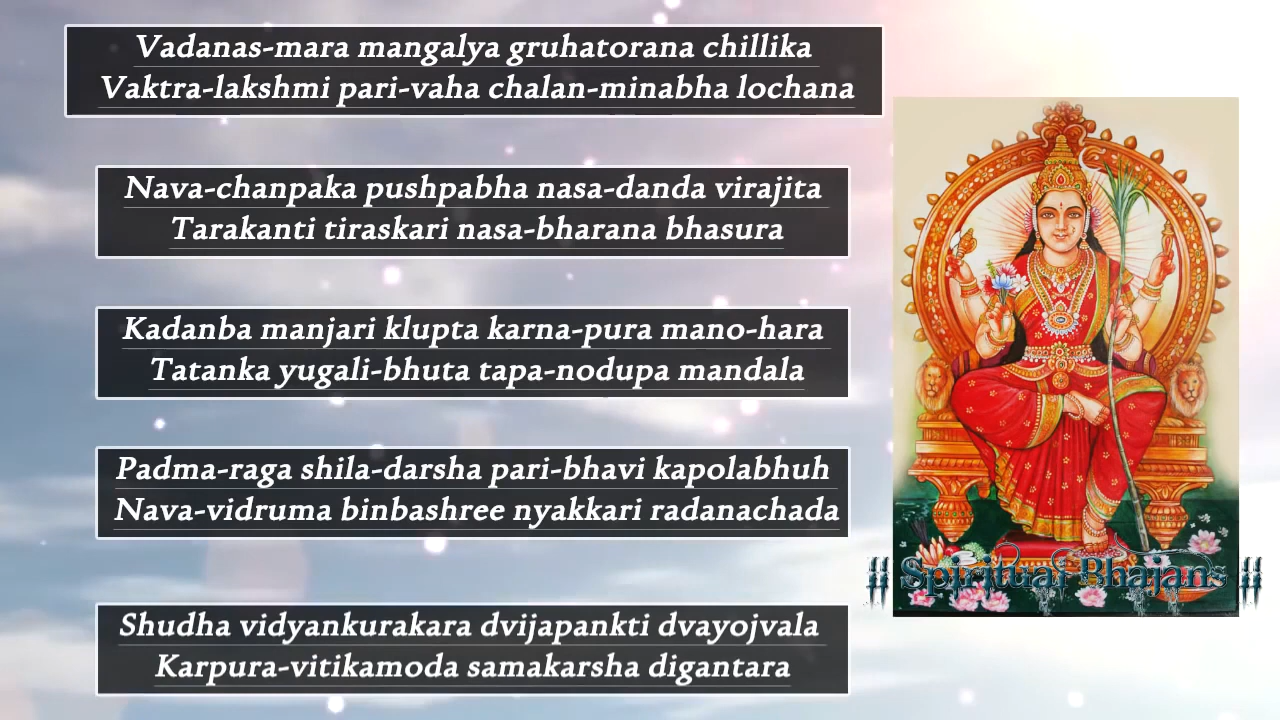 Vadanas-mara mangalya gruhatorana chillika
Vaktra-lakshmi pari-vaha chalan-minabha lochana
Nava-chanpaka pushpabha nasa-danda virajita
Tarakanti tiraskari nasa-bharana bhasura
Kadanba manjari klupta karna-pura mano-hara
Tatanka yugali-bhuta tapa-nodupa mandala
Padma-raga shila-darsha pari-bhavi kapolabhuh
Nava-vidruma binbashree nyakkari radanachada
Shudha vidyankurakara dvijapankti dvayojvala
Karpura-vitikamoda samakarsha digantara
|| Spiritual Bhajans ||